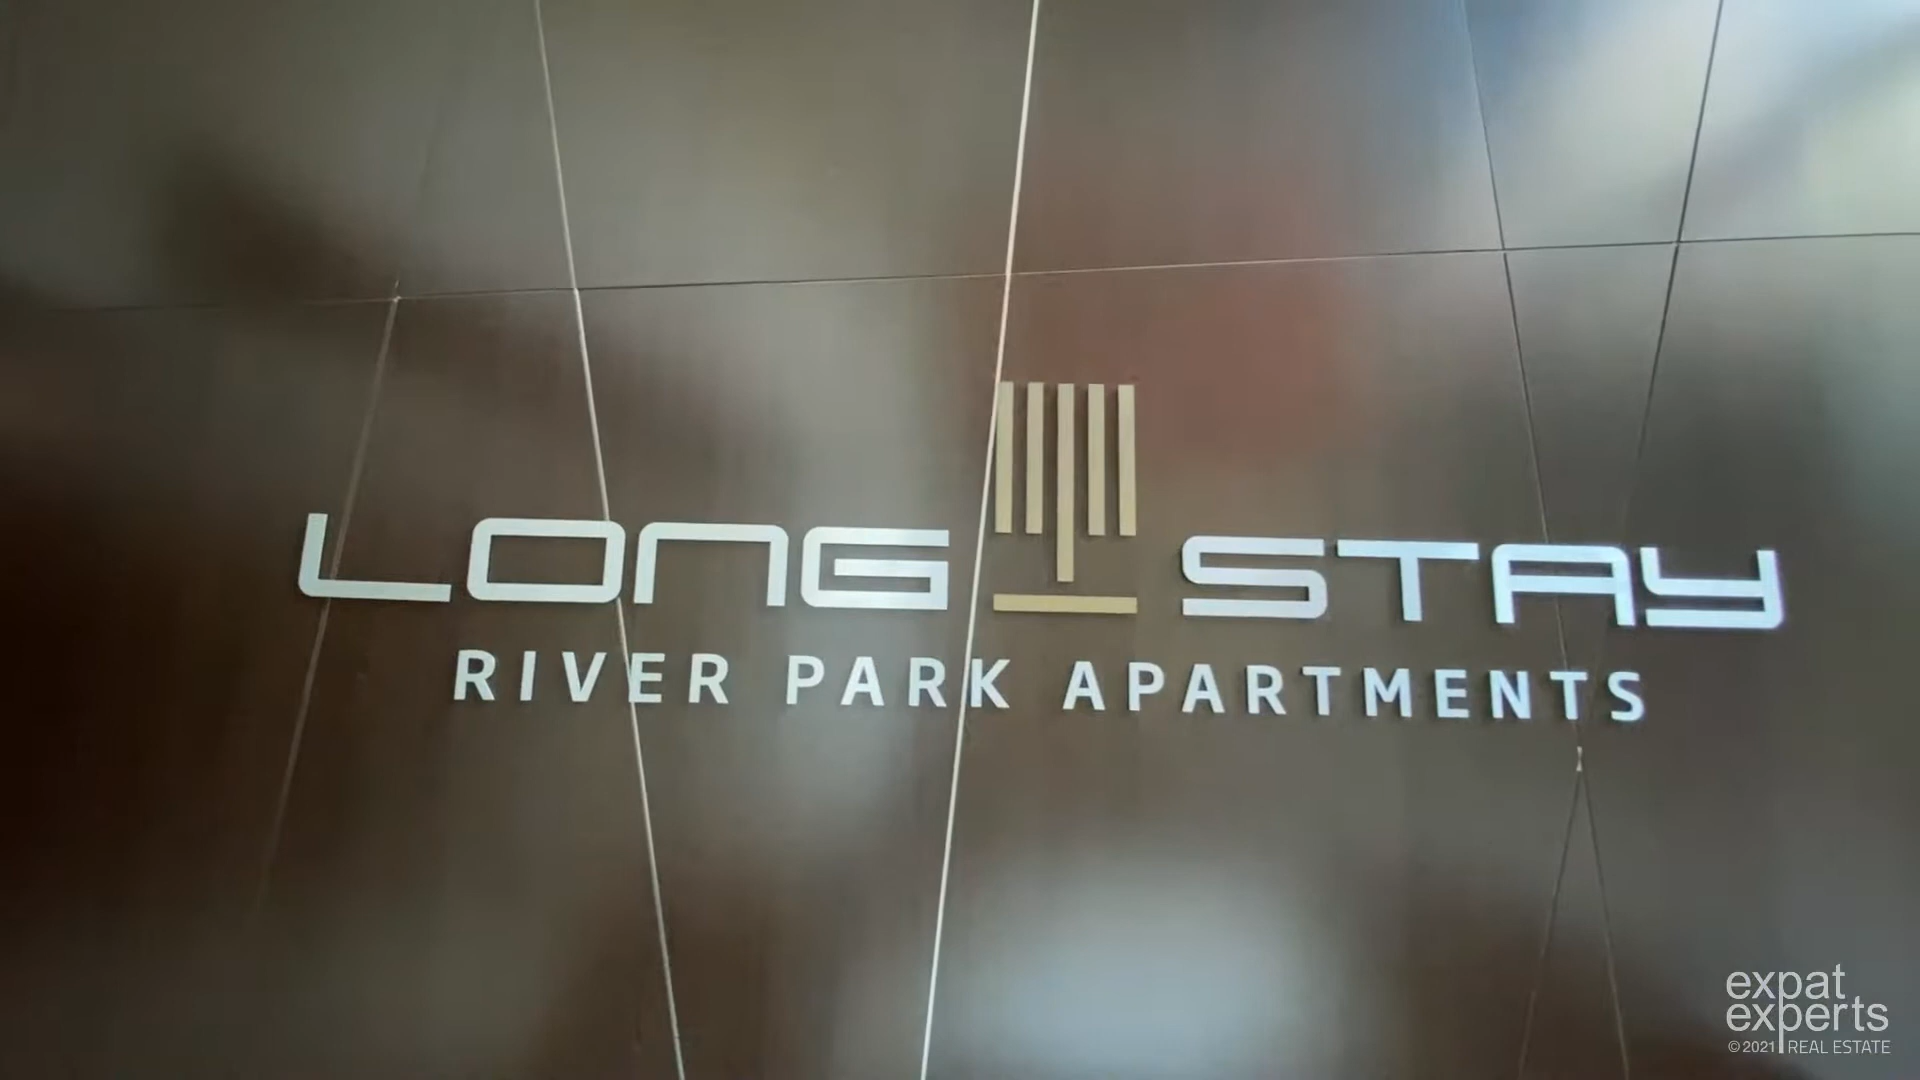 LONG STAY
RIVER PARK APARTMENTS
expat
experts
©2021 REAL ESTATE